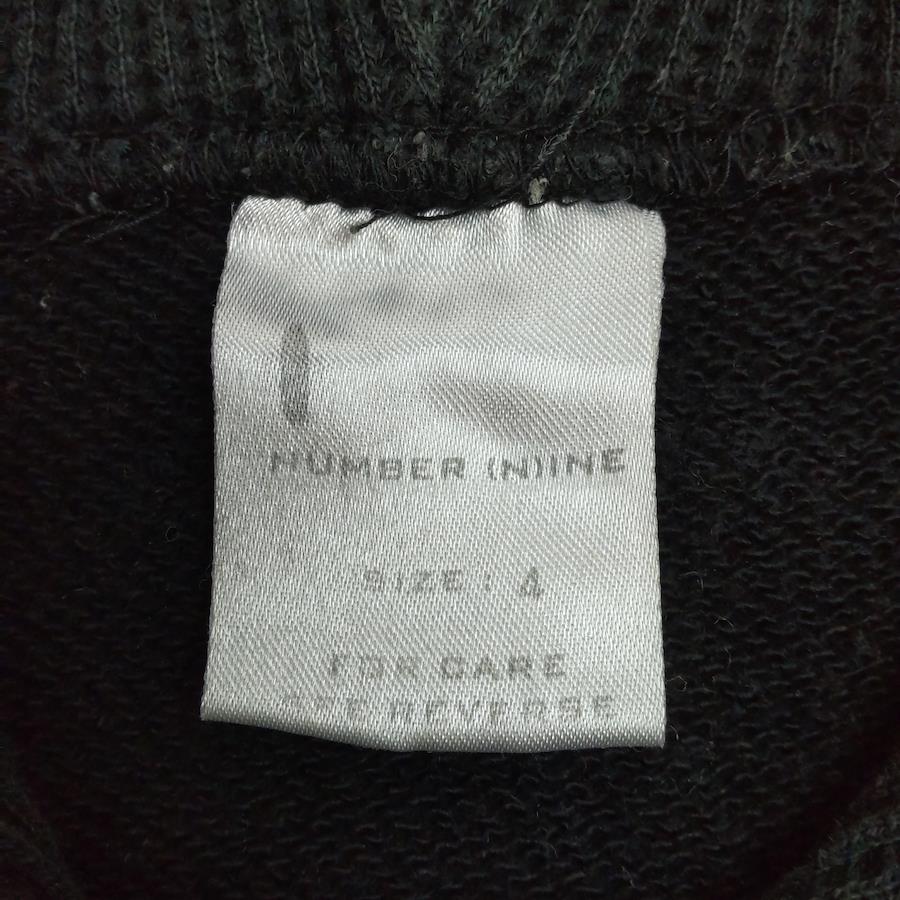 NUMBER (N)INE
SIZE: 4
FOR CARE
SEE REVERSE